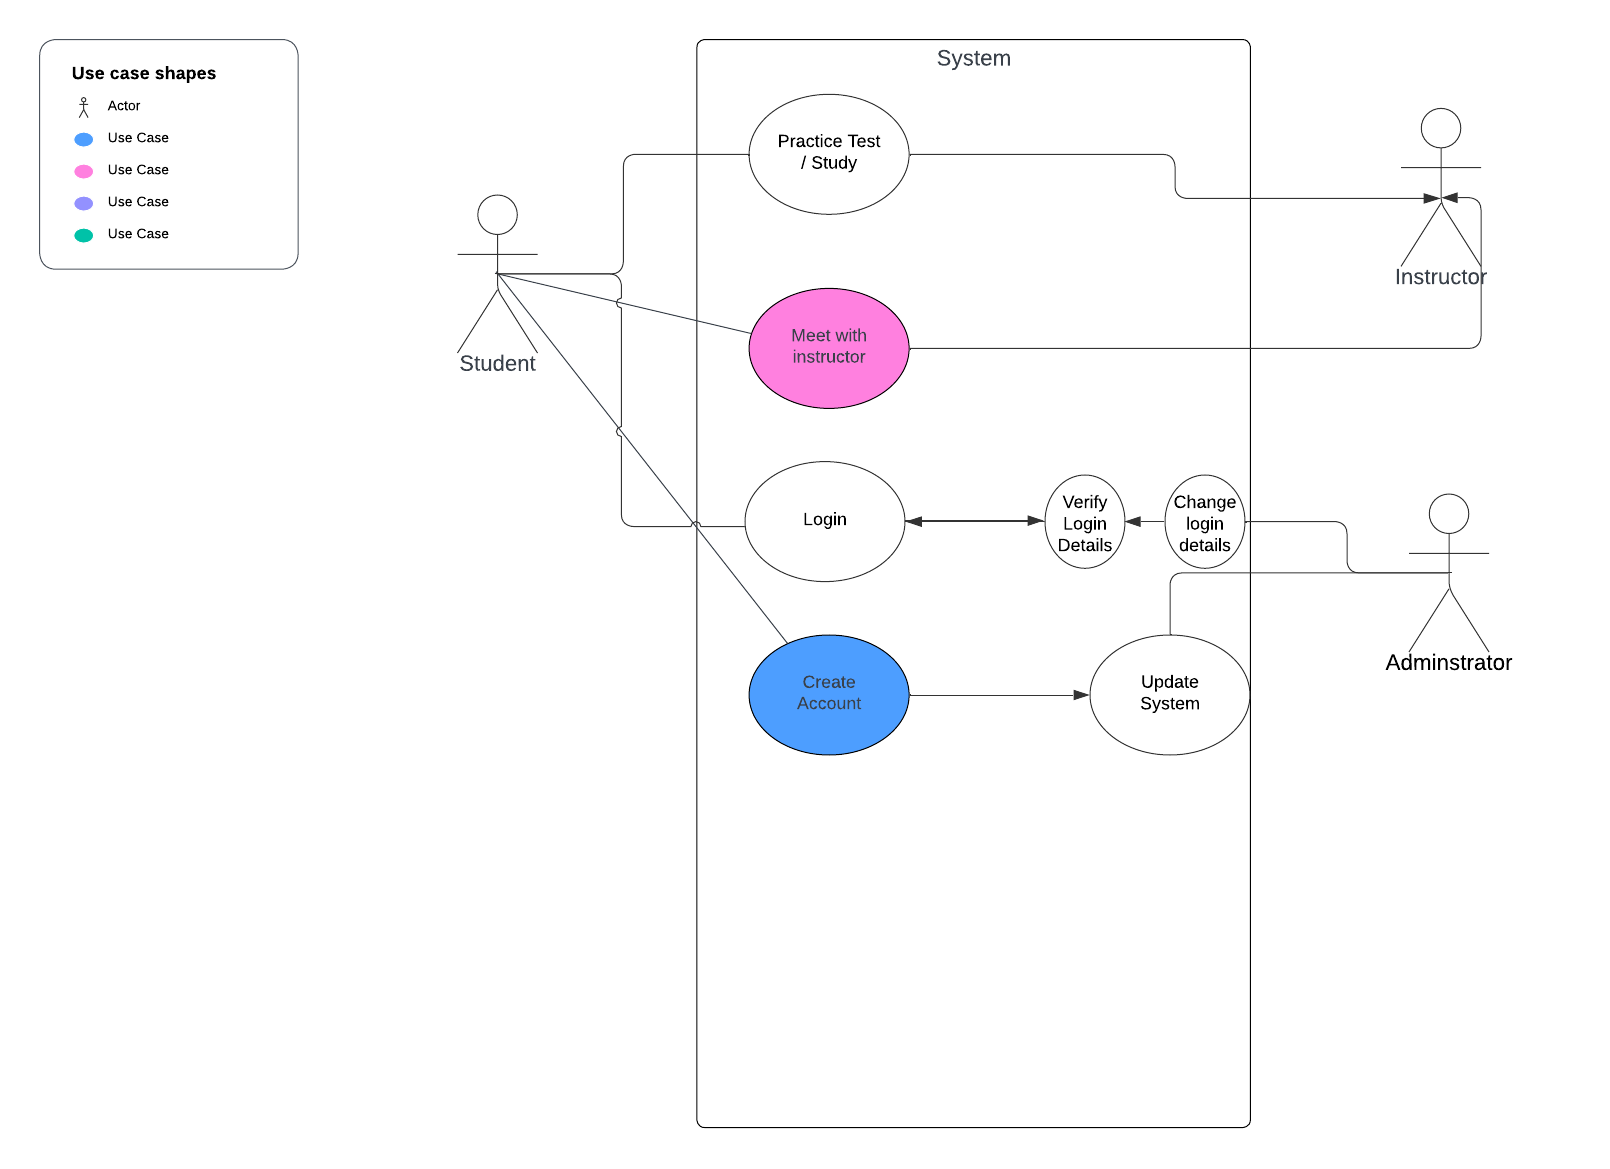 Use case shapes
Actor
Use Case
Use Case
Use Case
Use Case
System
Practice Test
/ Study
Instructor
Student
Meet with
instructor
Login
Verify
Login
Details
Change
login
details
Adminstrator
Create
Account
Update
System